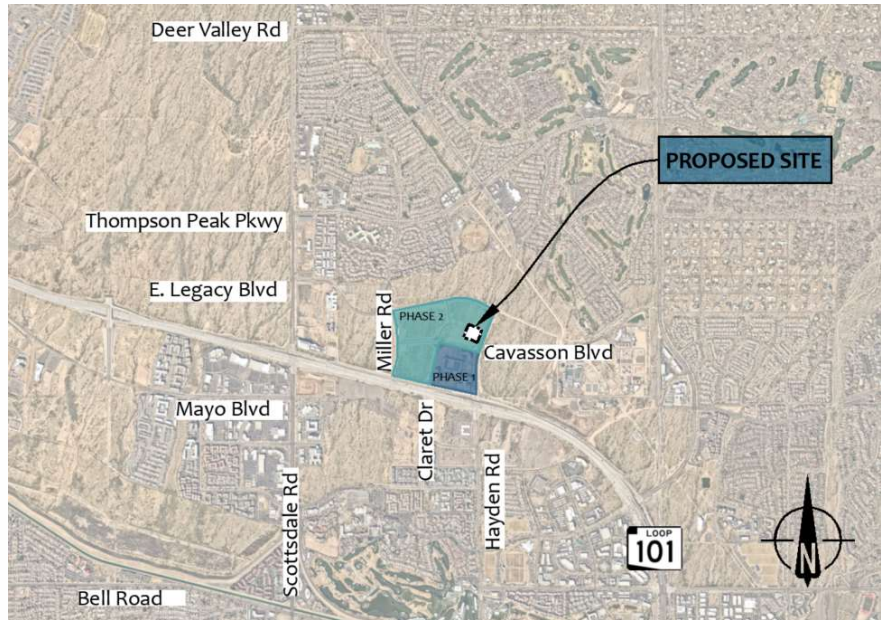 Deer Valley Rd
PROPOSED SITE
Thompson Peak Pkwy
E. Legacy Blvd
Miller Rd
PHASE 2
Cavasson Blvd
PHASE 1
Mayo Blvd
Claret Dr
Hayden Rd
Scottsdale Rd
LOOP
101
N
Bell Road